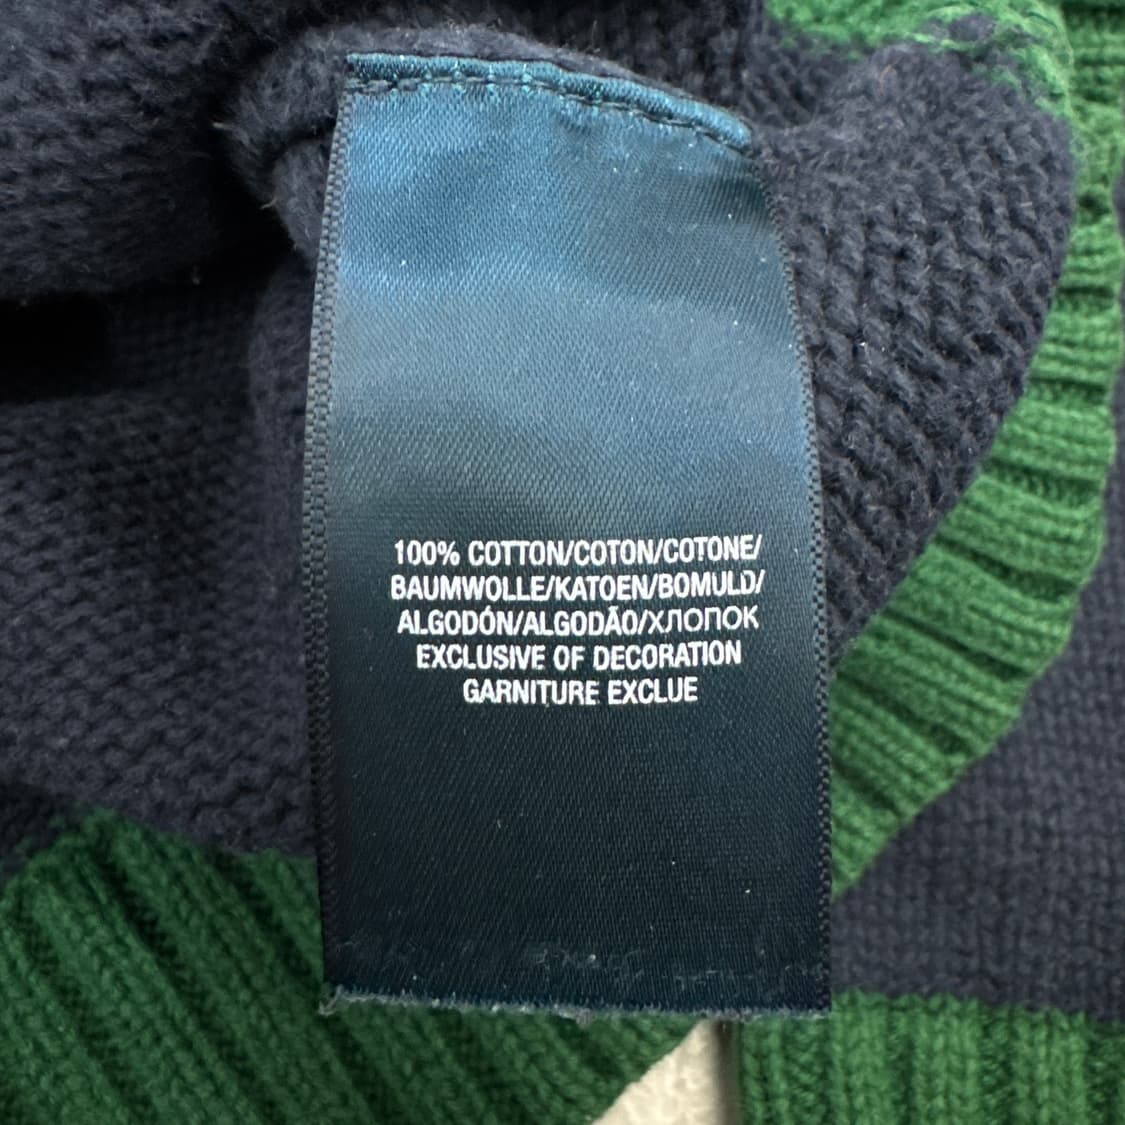 100% COTTON/COTON/COTONE/
BAUMWOLLE/KATOEN/BOMULD/
ALGODÓN/ALGODÃO/ХЛОПОК
EXCLUSIVE OF DECORATION
GARNITURE EXCLUE